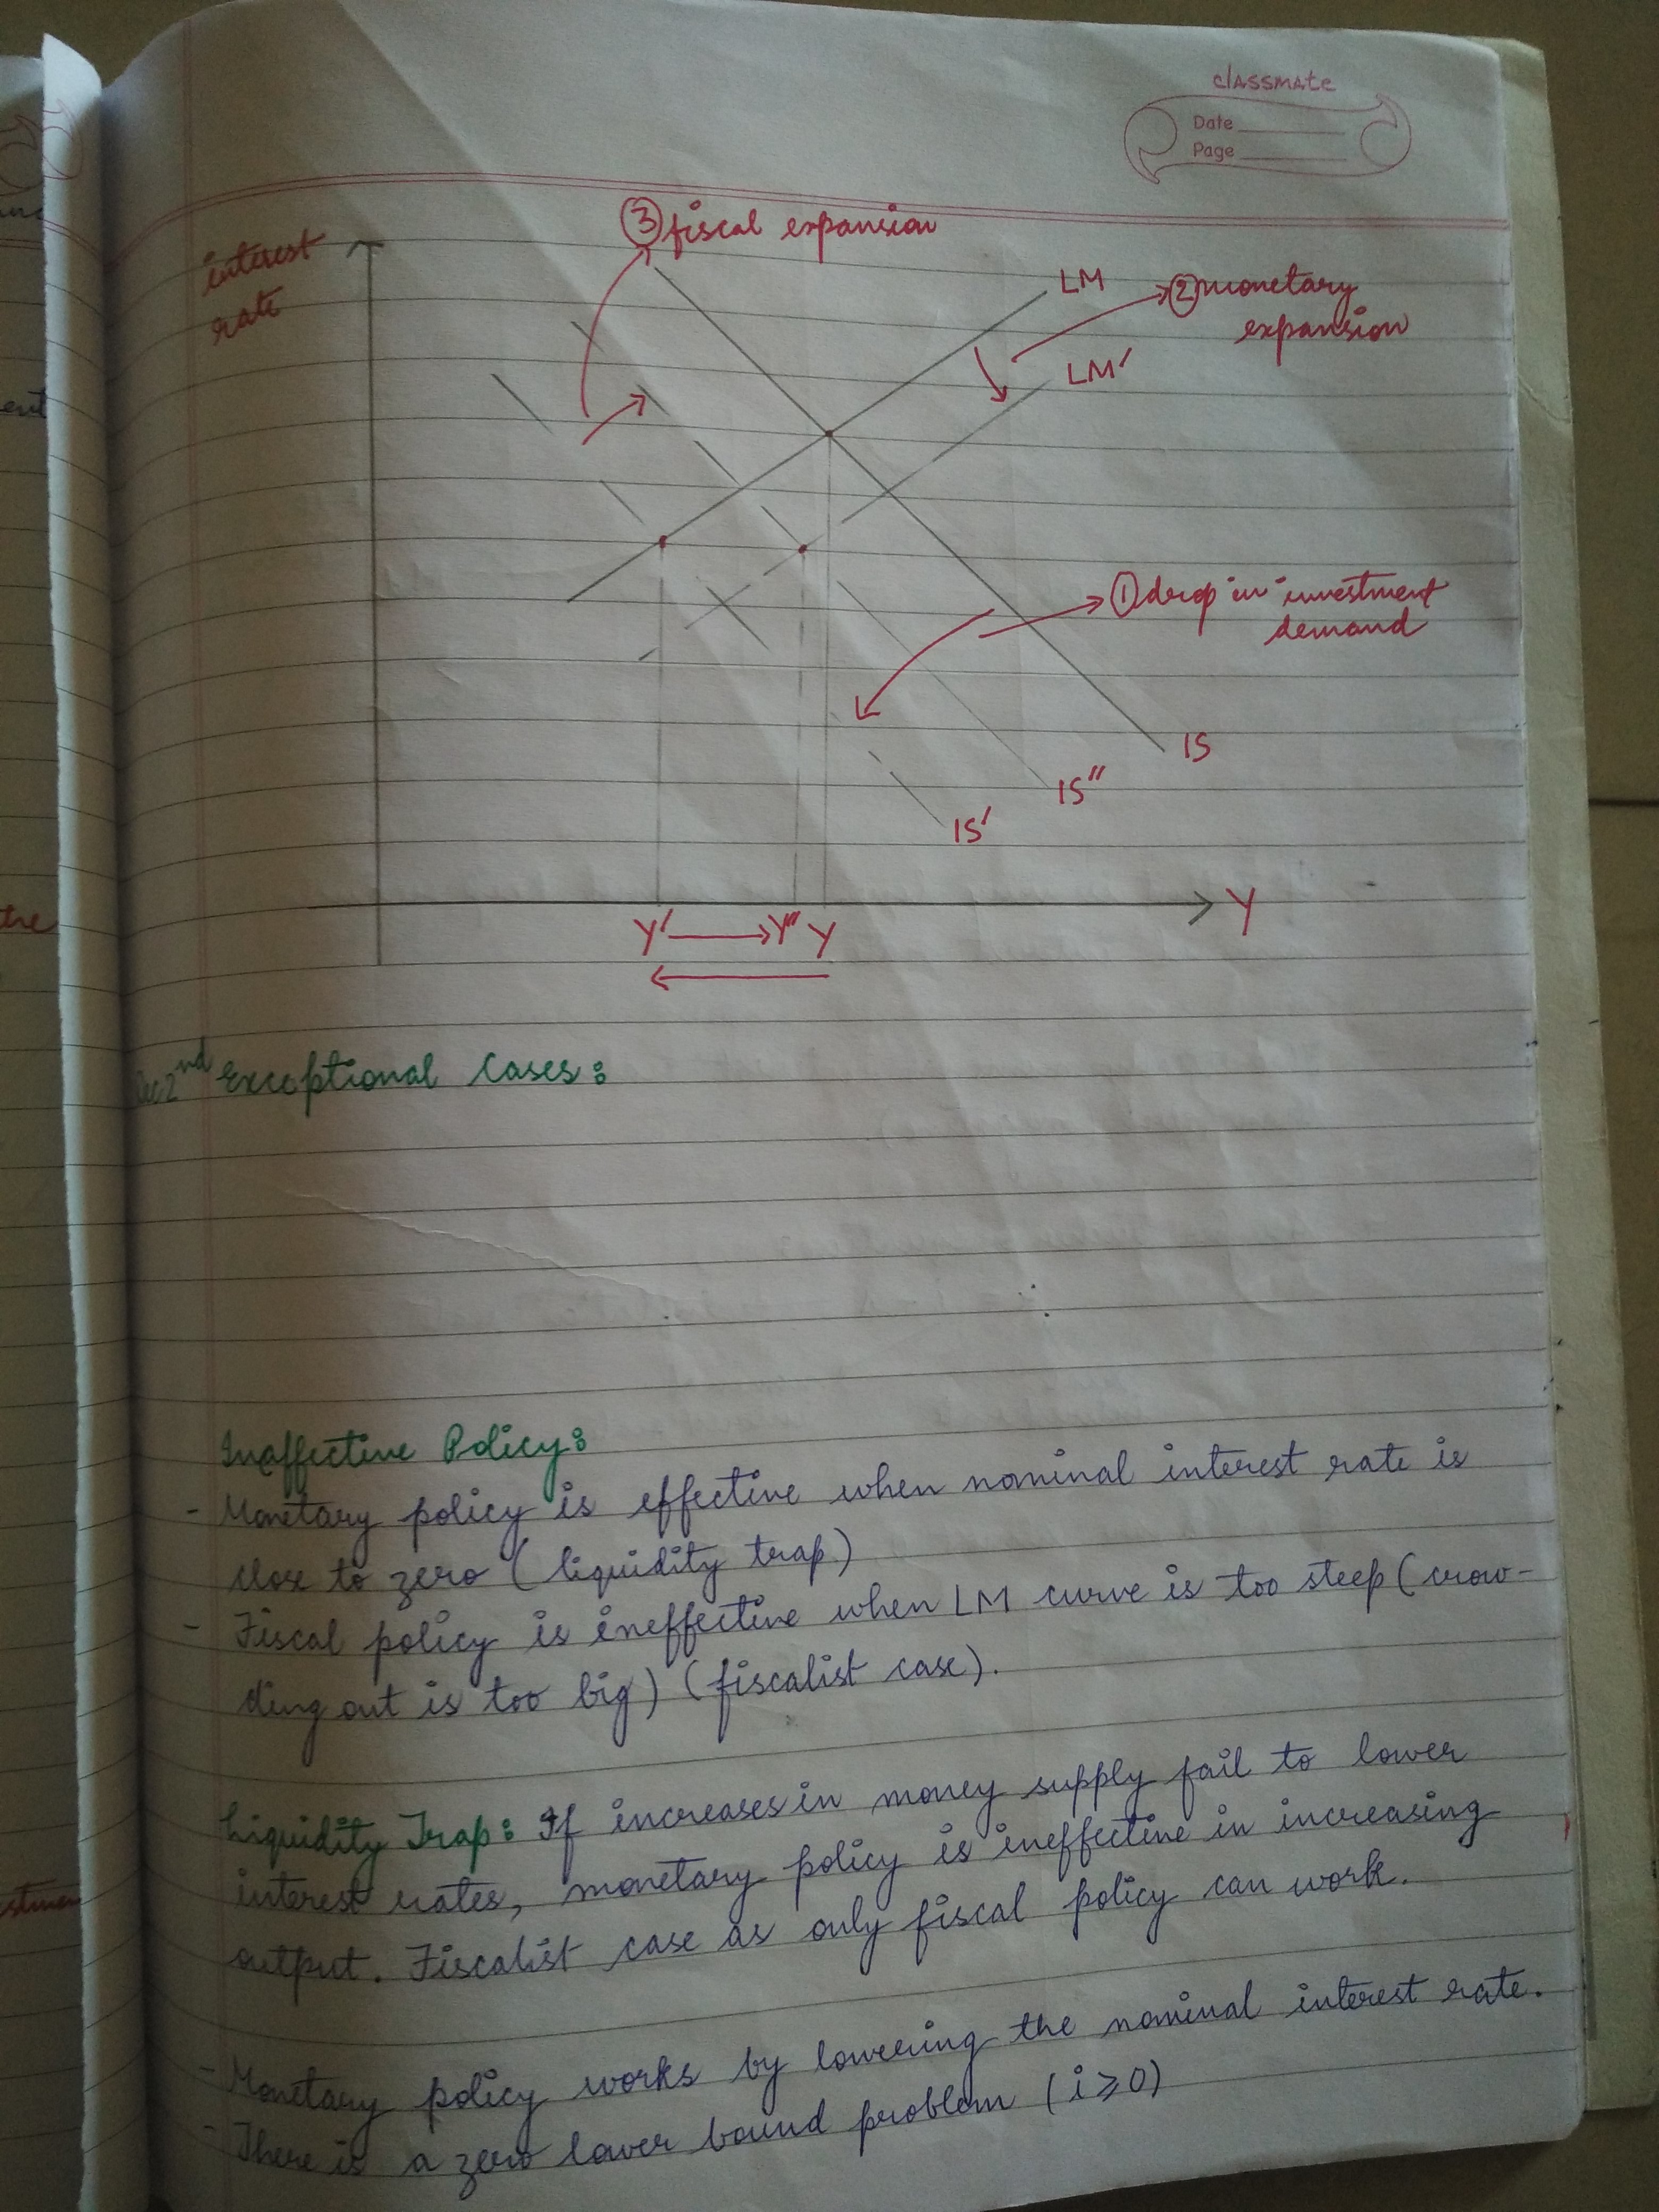 classmate
Date
Page
interest
rate
③ fiscal expansion
LM
② monetary
expansion
LM'
① drop in investment
demand
IS
IS"
IS'
Y' Y" Y
Y
Dec 2nd Exceptional Cases:
Inaffective Policy:
- Monetary policy is effective when nominal interest rate is
close to zero (liquidity trap)
- Fiscal policy is ineffective when LM curve is too steep (crow-
ding out is too big) (fiscalist case).
Liquidity Trap: If increases in money supply fail to lower
interest rates, monetary policy is ineffective in increasing
output. Fiscalist case as only fiscal policy can work.
- Monetary policy works by lowering the nominal interest rate.
- There is a zero lower bound problem (i ≥ 0)
ent
the